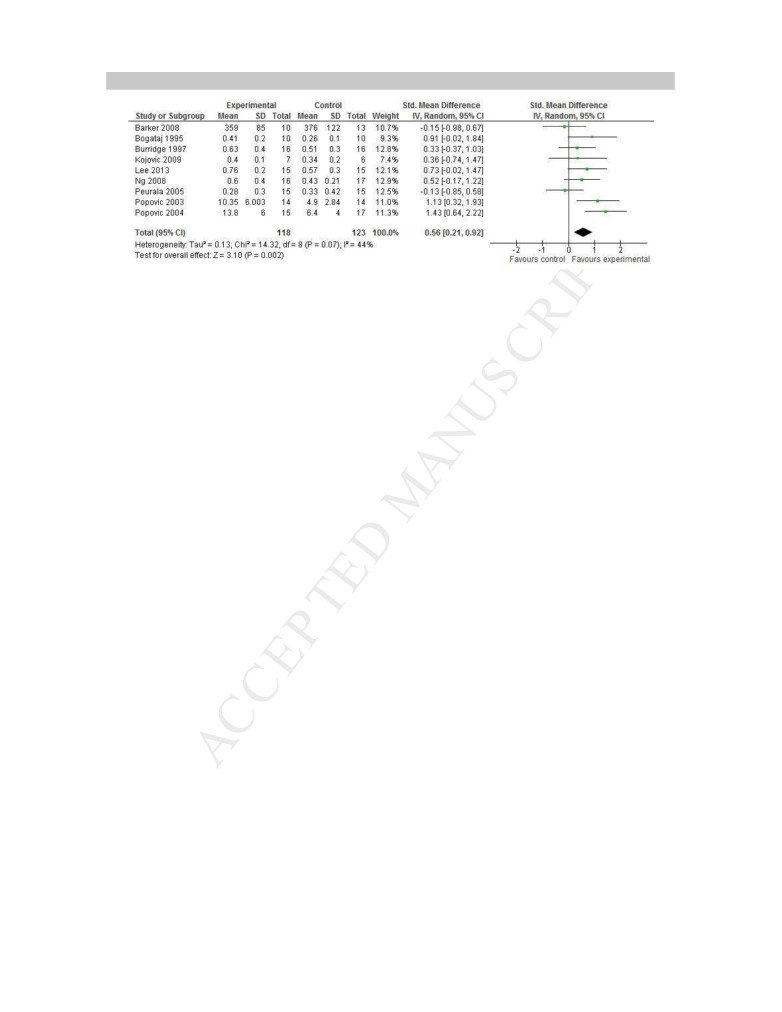 Experimental Control Std. Mean Difference Std. Mean Difference
Study or Subgroup Mean SD Total Mean SD Total Weight IV, Random, 95% CI IV, Random, 95% CI
Barker 2008 359 85 10 376 122 13 10.7% -0.15 [-0.98, 0.67]
Bogataj 1995 0.41 0.2 10 0.26 0.1 10 9.3% 0.91 [-0.02, 1.84]
Burridge 1997 0.63 0.4 16 0.51 0.3 16 12.8% 0.33 [-0.37, 1.03]
Kojovic 2009 0.4 0.1 7 0.34 0.2 6 7.4% 0.36 [-0.74, 1.47]
Lee 2013 0.76 0.2 15 0.57 0.3 15 12.1% 0.73 [-0.02, 1.47]
Ng 2008 0.6 0.4 16 0.43 0.21 17 12.9% 0.52 [-0.17, 1.22]
Peurala 2005 0.28 0.3 15 0.33 0.42 15 12.5% -0.13 [-0.85, 0.58]
Popovic 2003 10.35 6.003 14 4.9 2.84 14 11.0% 1.13 [0.32, 1.93]
Popovic 2004 13.8 6 15 6.4 4 17 11.3% 1.43 [0.64, 2.22]
Total (95% CI) 118 123 100.0% 0.56 [0.21, 0.92]
Heterogeneity: Tau² = 0.13; Chi² = 14.32, df = 8 (P = 0.07); I² = 44%
Test for overall effect: Z = 3.10 (P = 0.002)
-2 -1 0 1 2
Favours control Favours experimental
ACCEPTED MANUSCRIPT